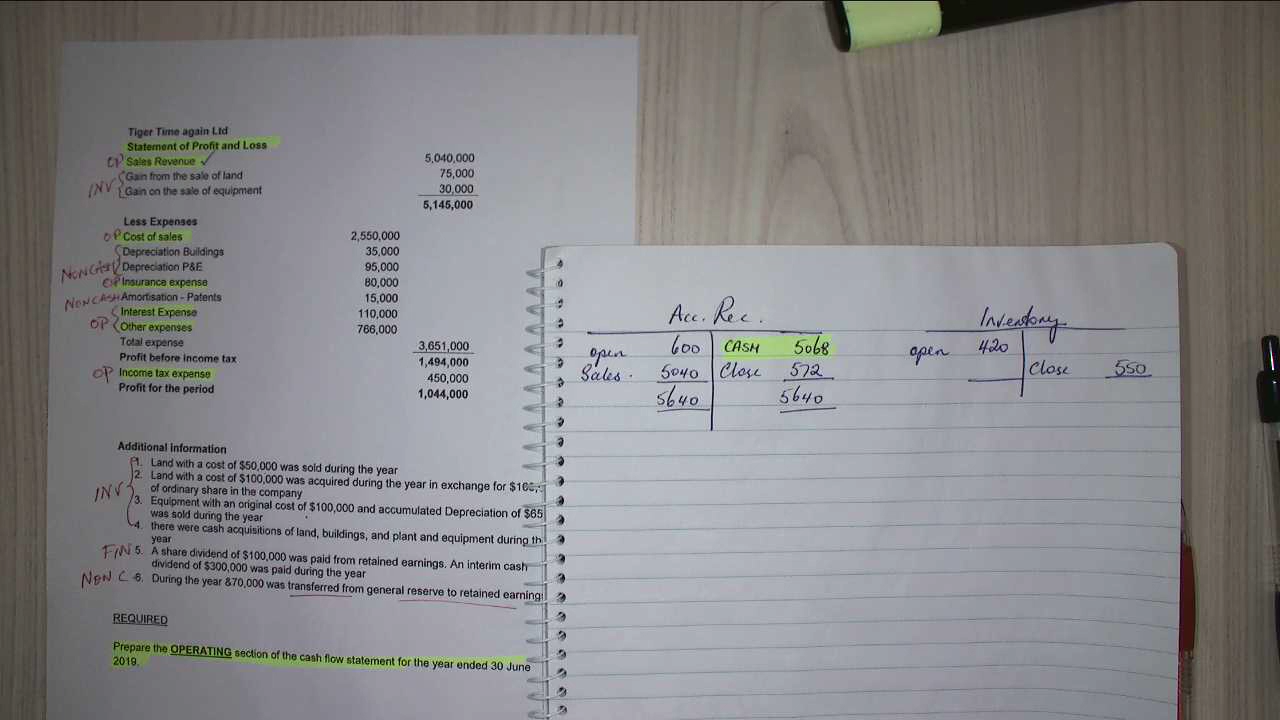 Tiger Time again Ltd
Statement of Profit and Loss
OP Sales Revenue ✓ 5,040,000
Gain from the sale of land 75,000
INV Gain on the sale of equipment 30,000
5,145,000
Less Expenses
OP Cost of sales 2,550,000
Depreciation Buildings 35,000
NON CASH Depreciation P&E 95,000
OP Insurance expense 80,000
NON CASH Amortisation - Patents 15,000
Interest Expense 110,000
OP Other expenses 766,000
Total expense 3,651,000
Profit before income tax 1,494,000
OP Income tax expense 450,000
Profit for the period 1,044,000
Additional information
1. Land with a cost of $50,000 was sold during the year
2. Land with a cost of $100,000 was acquired during the year in exchange for
INV of ordinary share in the company
3. Equipment with an original cost of $100,000 and accumulated Depreciation of $65
was sold during the year
4. there were cash acquisitions of land, buildings, and plant and equipment during th
year
FIN 5. A share dividend of $100,000 was paid from retained earnings. An interim cash
dividend of $300,000 was paid during the year
NON C 6. During the year &70,000 was transferred from general reserve to retained earning
REQUIRED
Prepare the OPERATING section of the cash flow statement for the year ended 30 June
2019.
Acc. Rec.
open 600 CASH 5068
Sales. 5040 Close 572
5640 5640
Inventory
open 420
Close 550